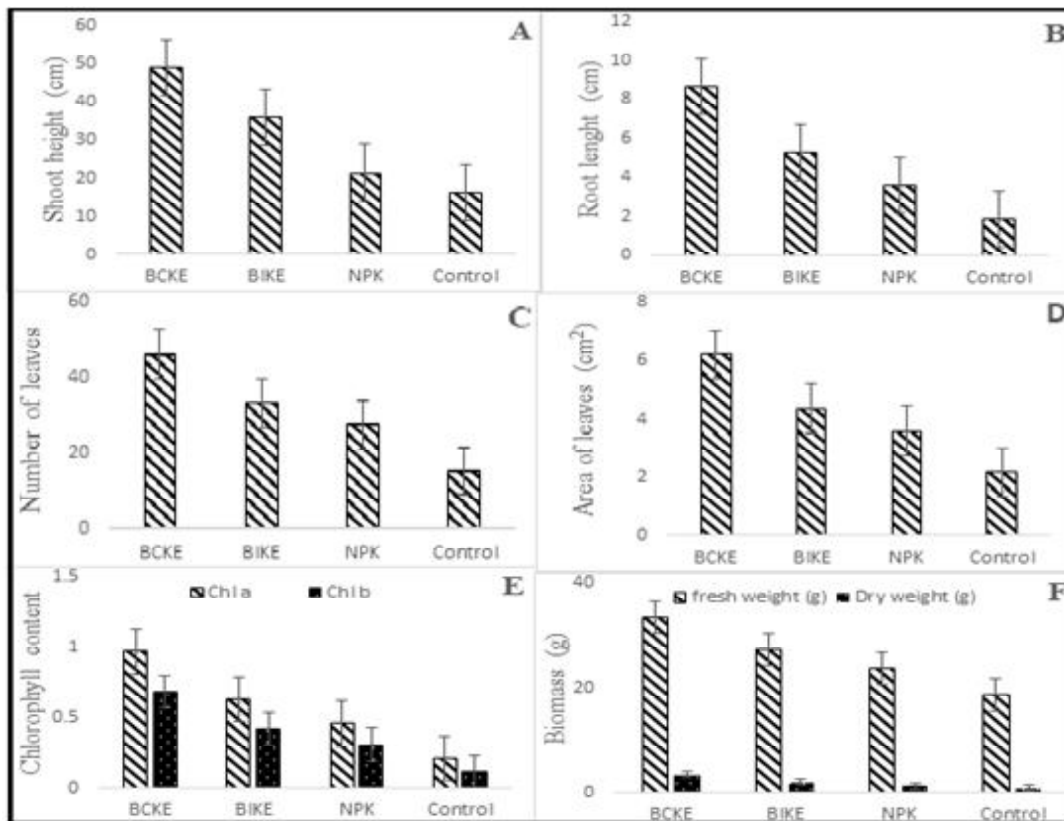 A
Shoot height (cm)
60
50
40
30
20
10
0
BCKE BIKE NPK Control
B
Root lenght (cm)
12
10
8
6
4
2
0
BCKE BIKE NPK Control
C
Number of leaves
60
40
20
0
BCKE BIKE NPK Control
D
Area of leaves (cm²)
8
6
4
2
0
BCKE BIKE NPK Control
E
Chl a Chl b
Chlorophyll content
1.5
1
0.5
0
BCKE BIKE NPK Control
F
fresh weight (g) Dry weight (g)
Biomass (g)
40
20
0
BCKE BIKE NPK Control